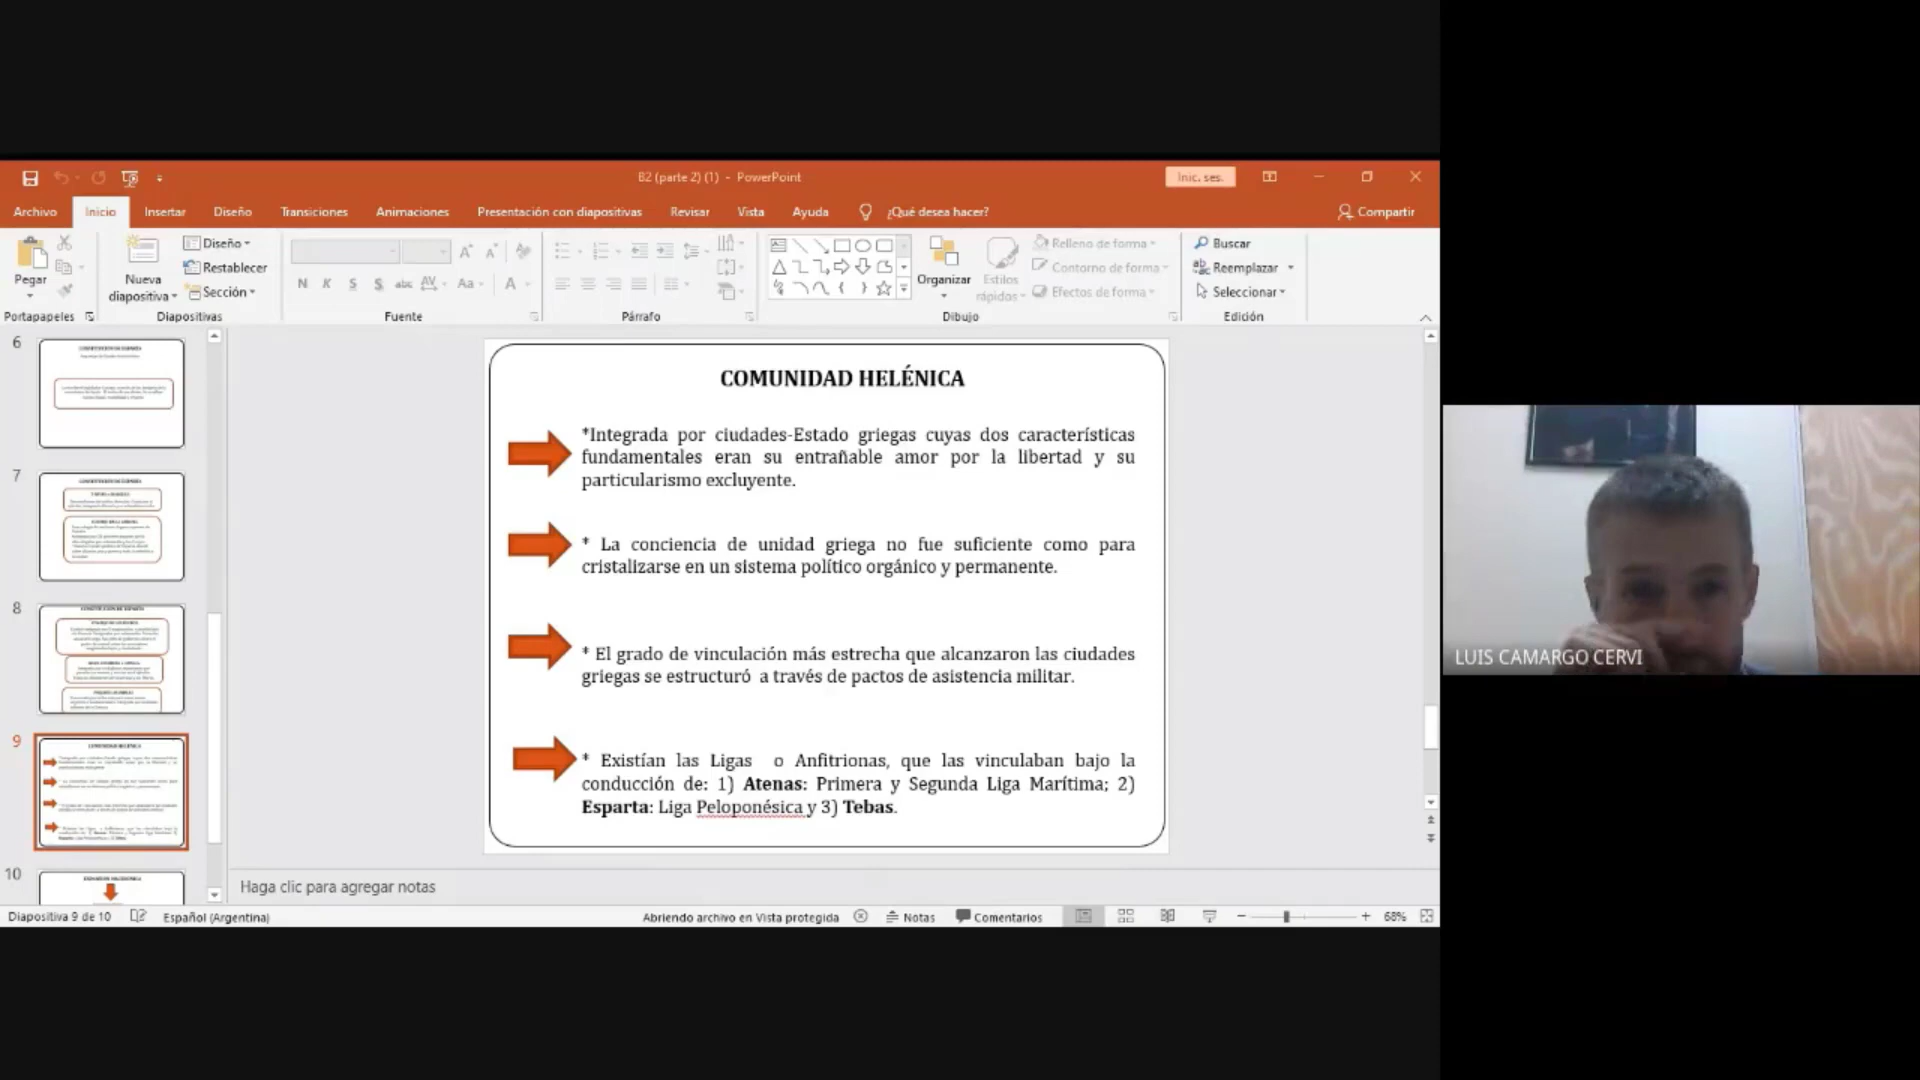 B2 (parte 2) (1) - PowerPoint
Inic. ses.
Archivo
Inicio
Insertar
Diseño
Transiciones
Animaciones
Presentación con diapositivas
Revisar
Vista
Ayuda
¿Qué desea hacer?
Compartir
Pegar
Nueva
diapositiva
Diseño
Restablecer
Sección
N K S S abc AV Aa A
Organizar
Estilos
rápidos
Relleno de forma
Contorno de forma
Efectos de forma
Buscar
Reemplazar
Seleccionar
Portapapeles
Diapositivas
Fuente
Párrafo
Dibujo
Edición
6
7
8
9
10
COMUNIDAD HELÉNICA
*Integrada por ciudades-Estado griegas cuyas dos características
fundamentales eran su entrañable amor por la libertad y su
particularismo excluyente.
* La conciencia de unidad griega no fue suficiente como para
cristalizarse en un sistema político orgánico y permanente.
* El grado de vinculación más estrecha que alcanzaron las ciudades
griegas se estructuró a través de pactos de asistencia militar.
* Existían las Ligas o Anfitrionas, que las vinculaban bajo la
conducción de: 1) Atenas: Primera y Segunda Liga Marítima; 2)
Esparta: Liga Peloponésica y 3) Tebas.
LUIS CAMARGO CERVI
Haga clic para agregar notas
Diapositiva 9 de 10
Español (Argentina)
Abriendo archivo en Vista protegida
Notas
Comentarios
68%